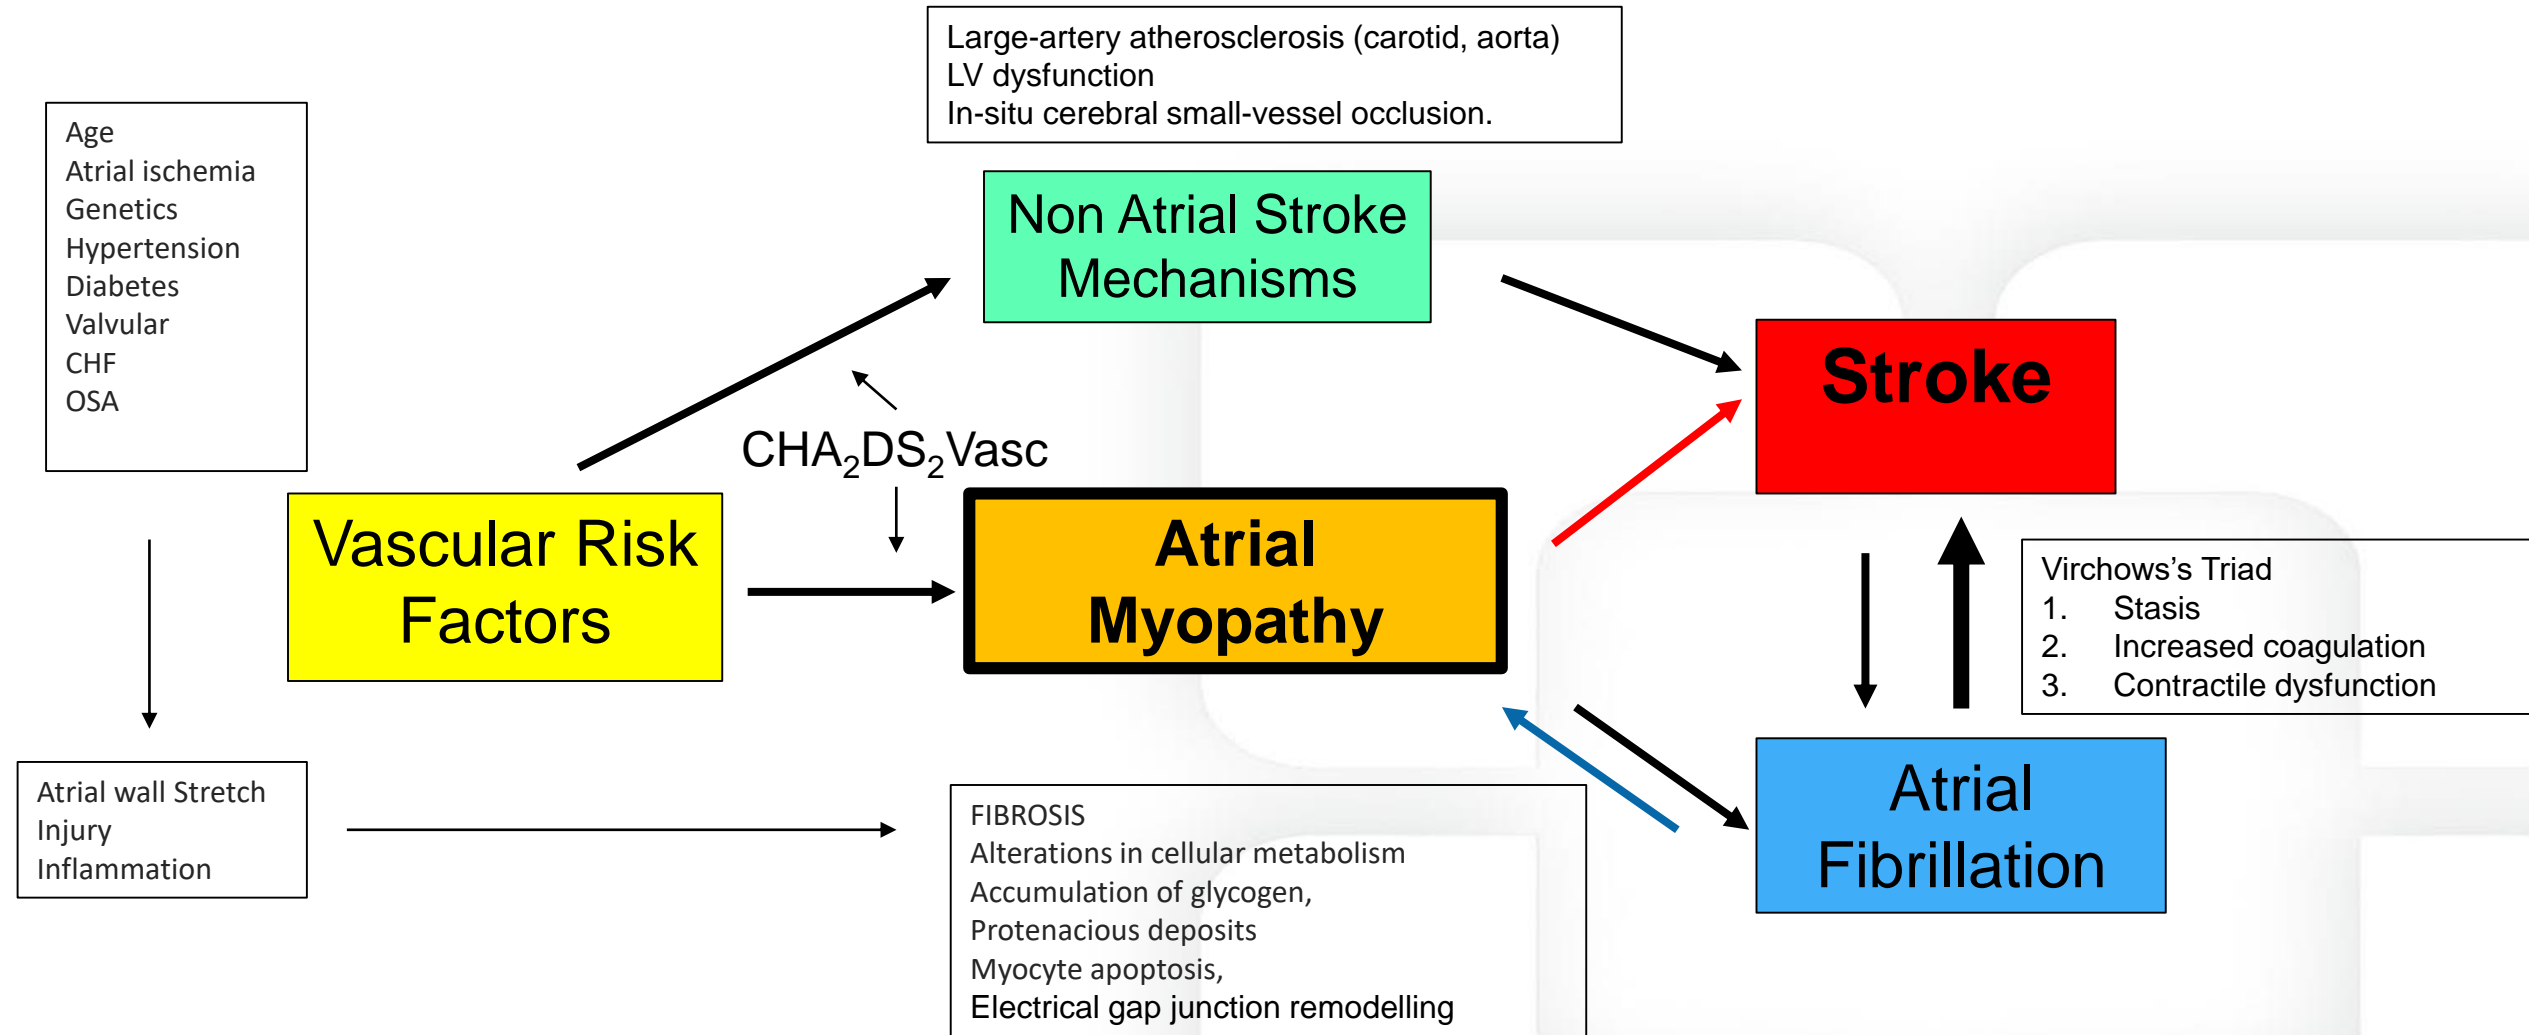 Large-artery atherosclerosis (carotid, aorta)
LV dysfunction
In-situ cerebral small-vessel occlusion.
Age
Atrial ischemia
Genetics
Hypertension
Diabetes
Valvular
CHF
OSA
Non Atrial Stroke
Mechanisms
Stroke
CHA₂DS₂Vasc
Vascular Risk
Factors
Atrial
Myopathy
Virchows's Triad
1. Stasis
2. Increased coagulation
3. Contractile dysfunction
Atrial wall Stretch
Injury
Inflammation
FIBROSIS
Alterations in cellular metabolism
Accumulation of glycogen,
Protenacious deposits
Myocyte apoptosis,
Electrical gap junction remodelling
Atrial
Fibrillation